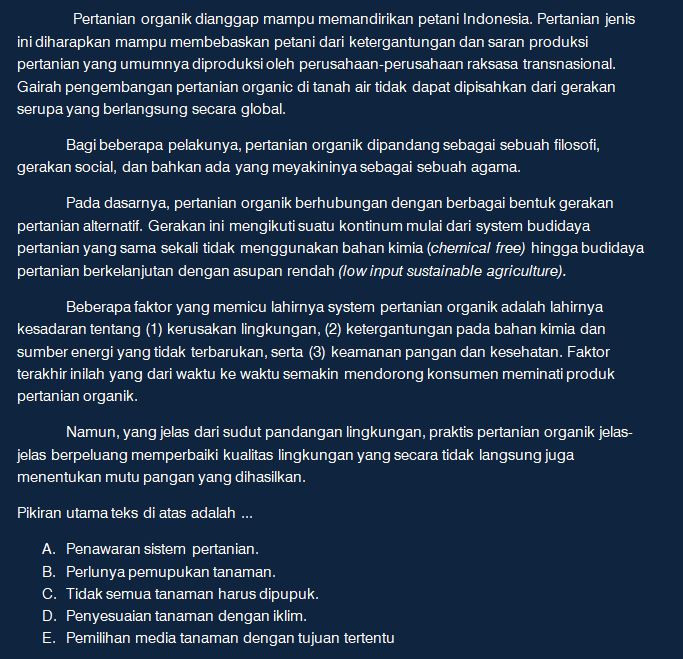 Pertanian organik dianggap mampu memandirikan petani Indonesia. Pertanian jenis
ini diharapkan mampu membebaskan petani dari ketergantungan dan saran produksi
pertanian yang umumnya diproduksi oleh perusahaan-perusahaan raksasa transnasional.
Gairah pengembangan pertanian organic di tanah air tidak dapat dipisahkan dari gerakan
serupa yang berlangsung secara global.
Bagi beberapa pelakunya, pertanian organik dipandang sebagai sebuah filosofi,
gerakan social, dan bahkan ada yang meyakininya sebagai sebuah agama.
Pada dasarnya, pertanian organik berhubungan dengan berbagai bentuk gerakan
pertanian alternatif. Gerakan ini mengikuti suatu kontinum mulai dari system budidaya
pertanian yang sama sekali tidak menggunakan bahan kimia (chemical free) hingga budidaya
pertanian berkelanjutan dengan asupan rendah (low input sustainable agriculture).
Beberapa faktor yang memicu lahirnya system pertanian organik adalah lahirnya
kesadaran tentang (1) kerusakan lingkungan, (2) ketergantungan pada bahan kimia dan
sumber energi yang tidak terbarukan, serta (3) keamanan pangan dan kesehatan. Faktor
terakhir inilah yang dari waktu ke waktu semakin mendorong konsumen meminati produk
pertanian organik.
Namun, yang jelas dari sudut pandangan lingkungan, praktis pertanian organik jelas-
jelas berpeluang memperbaiki kualitas lingkungan yang secara tidak langsung juga
menentukan mutu pangan yang dihasilkan.
Pikiran utama teks di atas adalah ...
A. Penawaran sistem pertanian.
B. Perlunya pemupukan tanaman.
C. Tidak semua tanaman harus dipupuk.
D. Penyesuaian tanaman dengan iklim.
E. Pemilihan media tanaman dengan tujuan tertentu